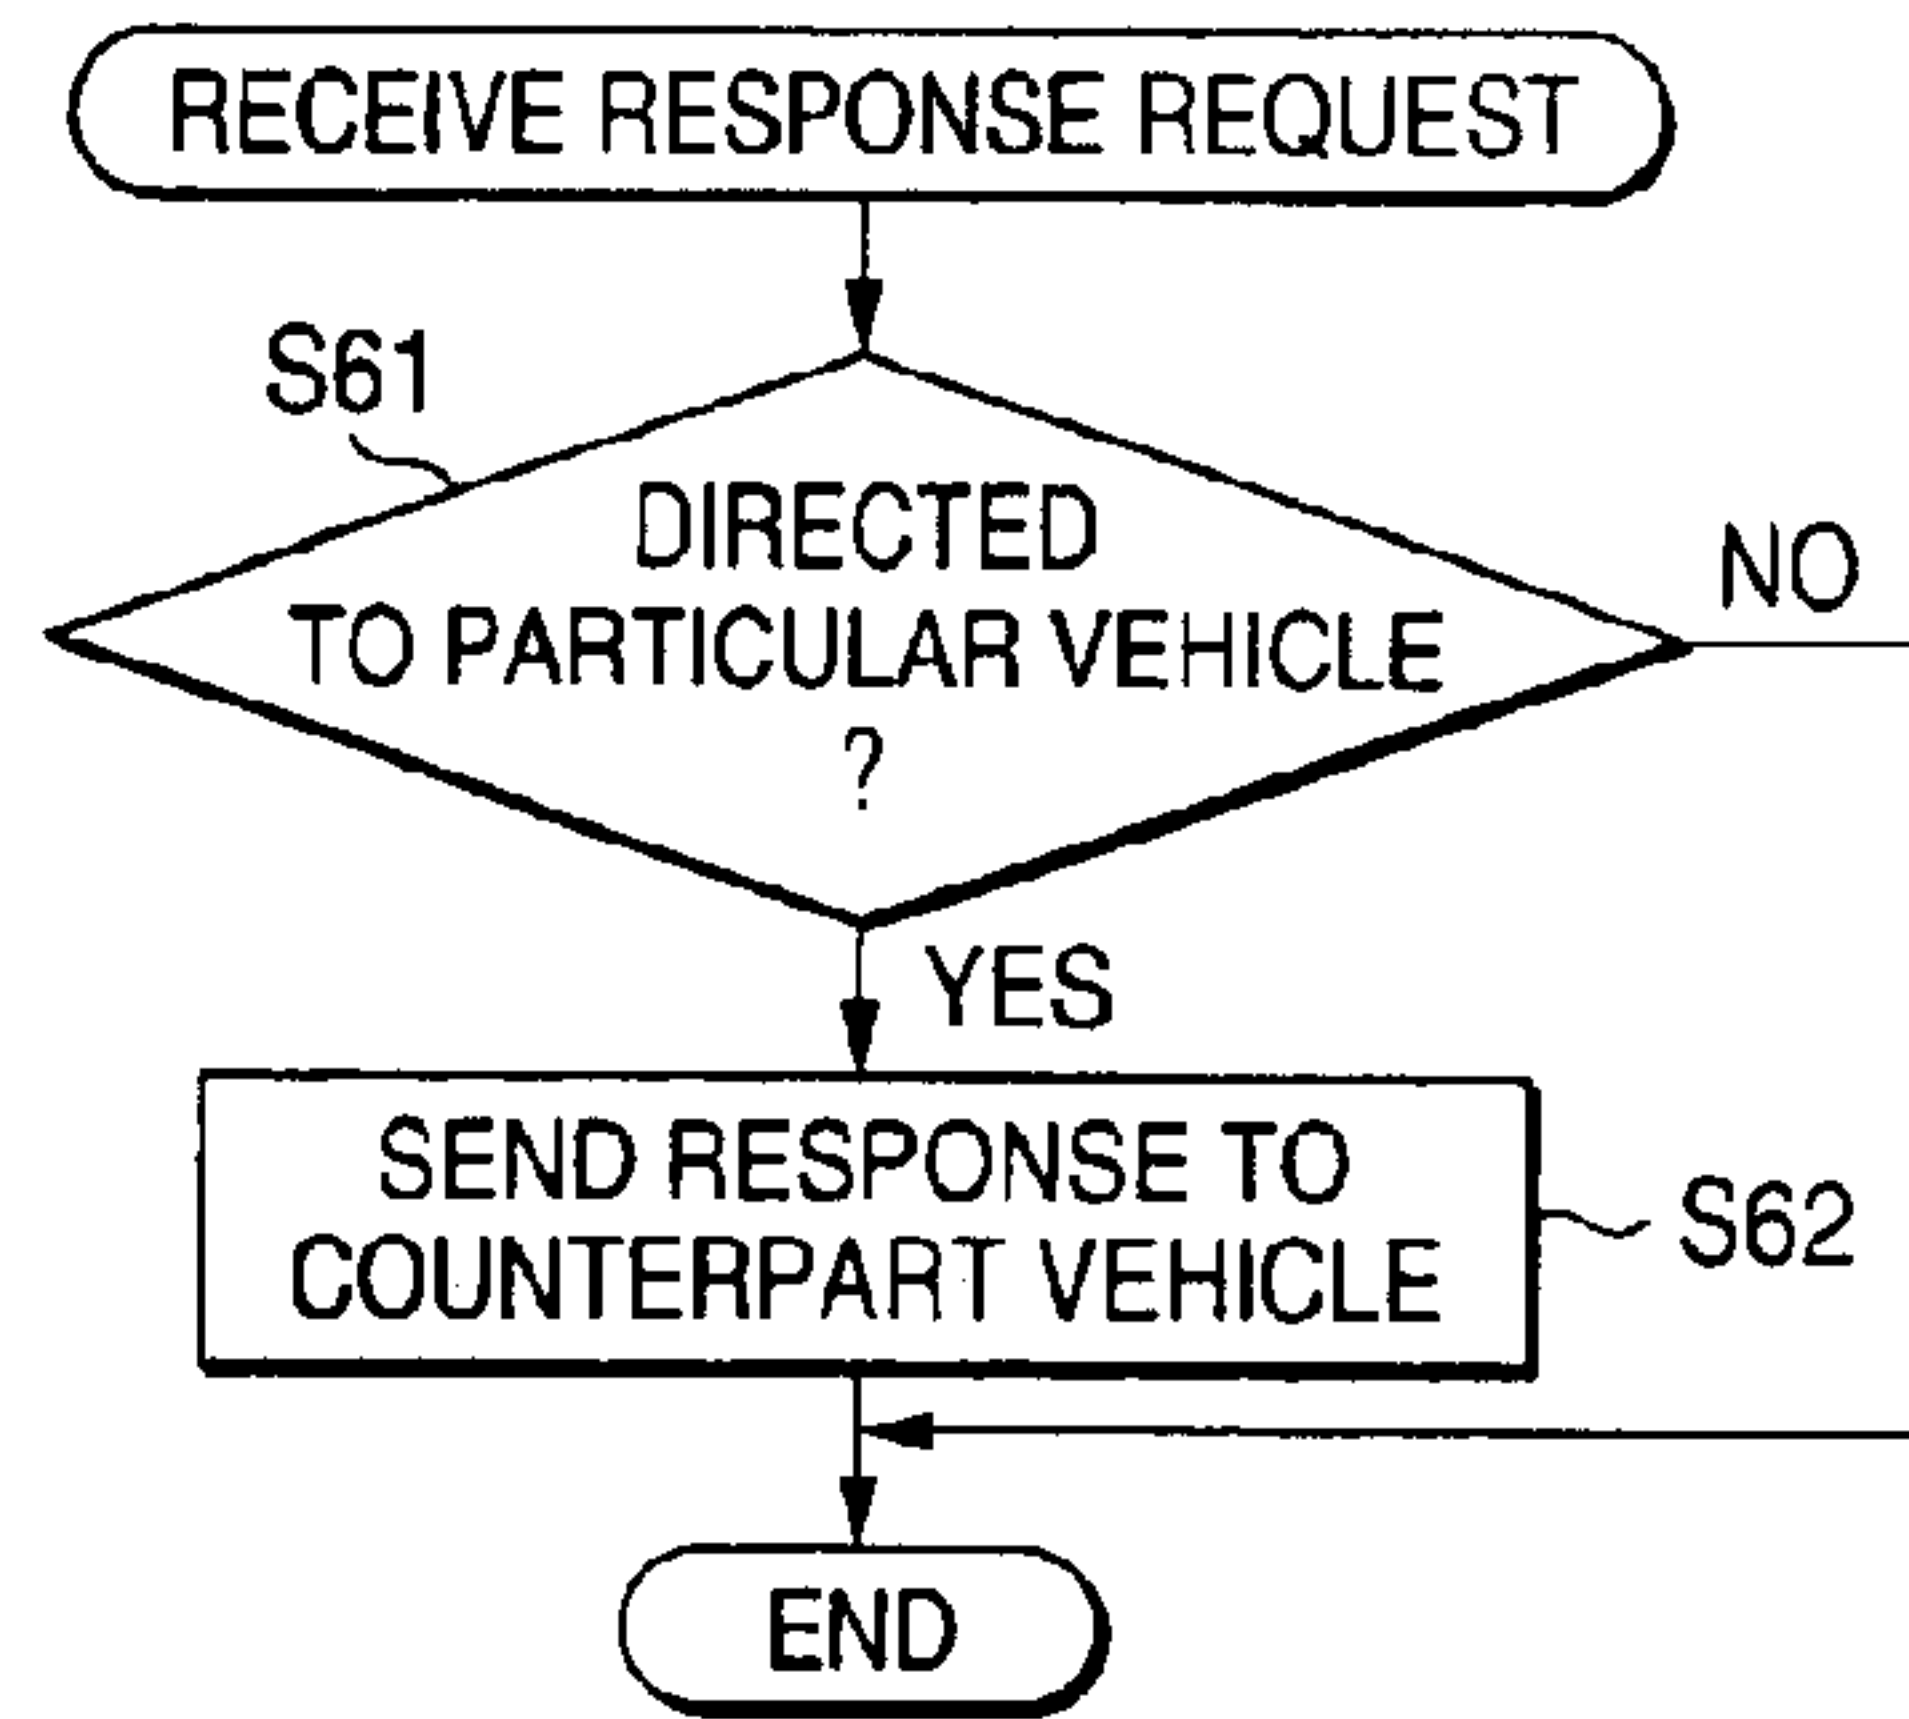 RECEIVE RESPONSE REQUEST
S61
DIRECTED
TO PARTICULAR VEHICLE
?
NO
YES
SEND RESPONSE TO
COUNTERPART VEHICLE
S62
END